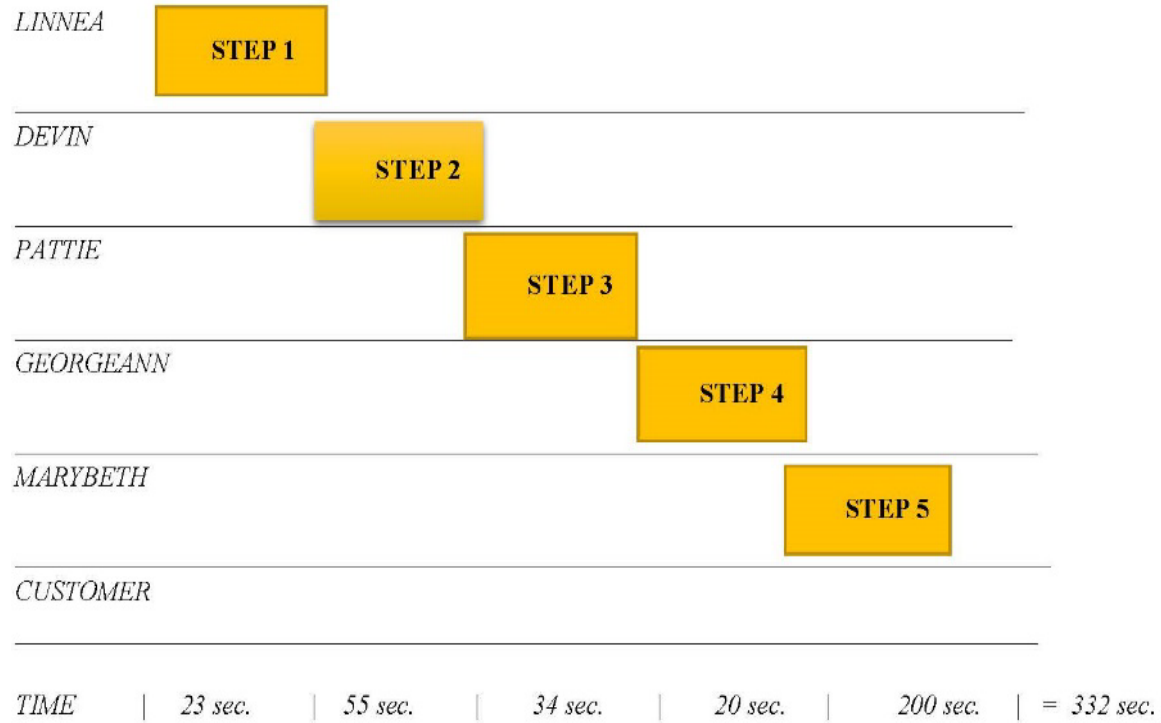 LINNEA
STEP 1
DEVIN
STEP 2
PATTIE
STEP 3
GEORGEANN
STEP 4
MARYBETH
STEP 5
CUSTOMER
TIME | 23 sec. | 55 sec. | 34 sec. | 20 sec. | 200 sec. | = 332 sec.